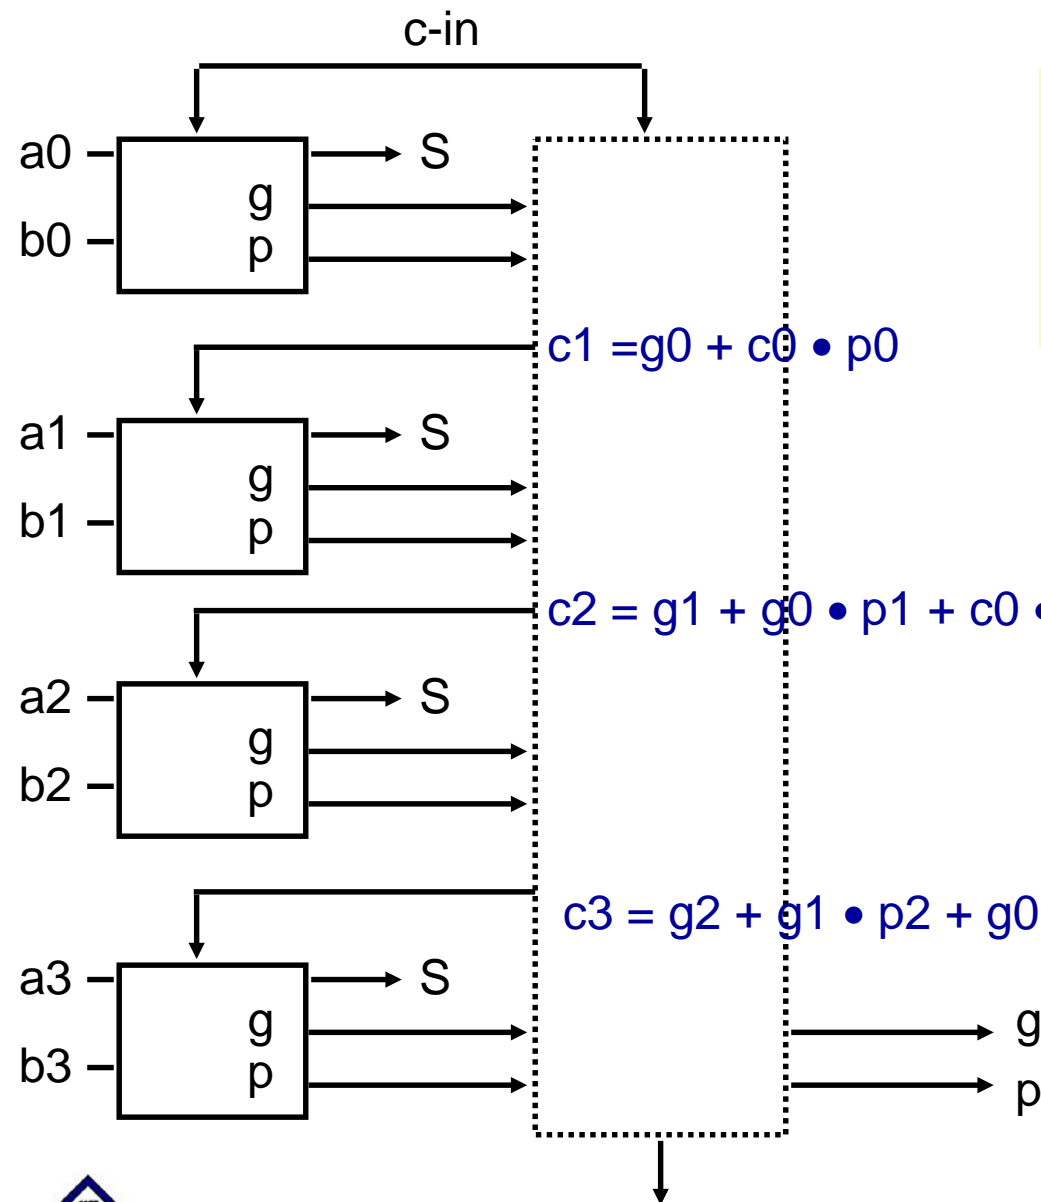 c-in
a0
S
g
b0
p
c1 =g0 + c0 • p0
a1
S
g
b1
p
c2 = g1 + g0 • p1 + c0 •
a2
S
g
b2
p
c3 = g2 + g1 • p2 + g0
a3
S
g
g
b3
p
p